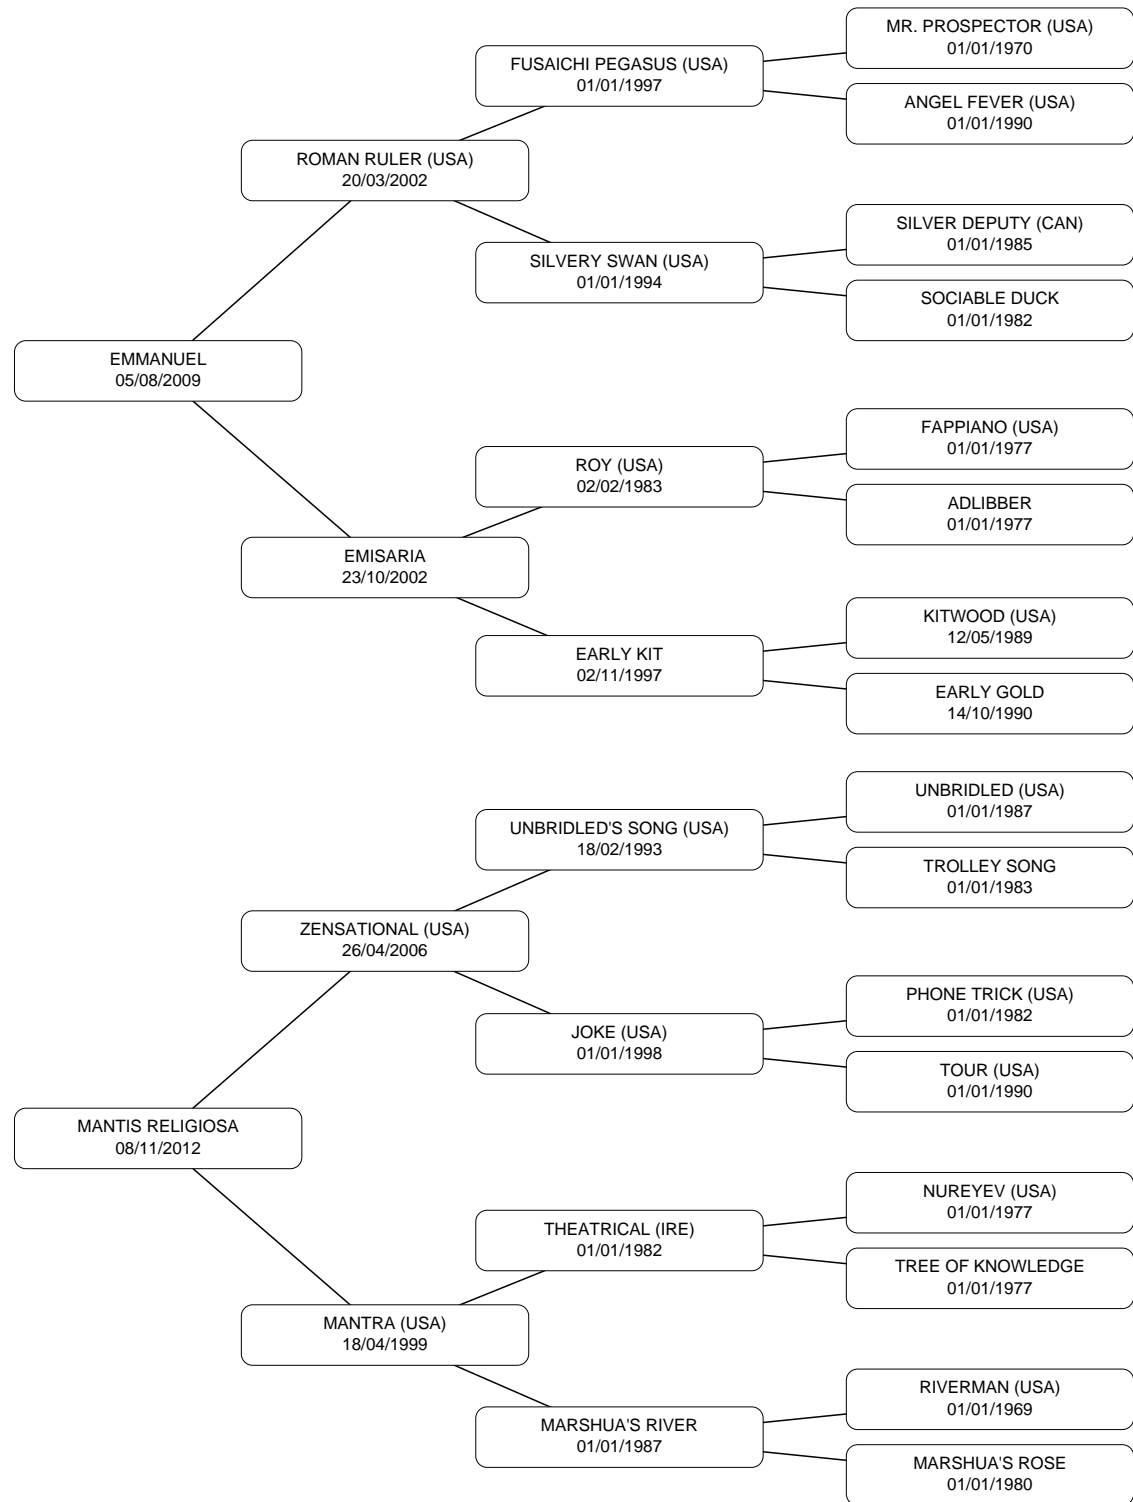 MR. PROSPECTOR (USA)
01/01/1970
FUSAICHI PEGASUS (USA)
01/01/1997
ANGEL FEVER (USA)
01/01/1990
ROMAN RULER (USA)
20/03/2002
SILVER DEPUTY (CAN)
01/01/1985
SILVERY SWAN (USA)
01/01/1994
SOCIABLE DUCK
01/01/1982
EMMANUEL
05/08/2009
FAPPIANO (USA)
01/01/1977
ROY (USA)
02/02/1983
ADLIBBER
01/01/1977
EMISARIA
23/10/2002
KITWOOD (USA)
12/05/1989
EARLY KIT
02/11/1997
EARLY GOLD
14/10/1990
UNBRIDLED (USA)
01/01/1987
UNBRIDLED'S SONG (USA)
18/02/1993
TROLLEY SONG
01/01/1983
ZENSATIONAL (USA)
26/04/2006
PHONE TRICK (USA)
01/01/1982
JOKE (USA)
01/01/1998
TOUR (USA)
01/01/1990
MANTIS RELIGIOSA
08/11/2012
NUREYEV (USA)
01/01/1977
THEATRICAL (IRE)
01/01/1982
TREE OF KNOWLEDGE
01/01/1977
MANTRA (USA)
18/04/1999
RIVERMAN (USA)
01/01/1969
MARSHUA'S RIVER
01/01/1987
MARSHUA'S ROSE
01/01/1980